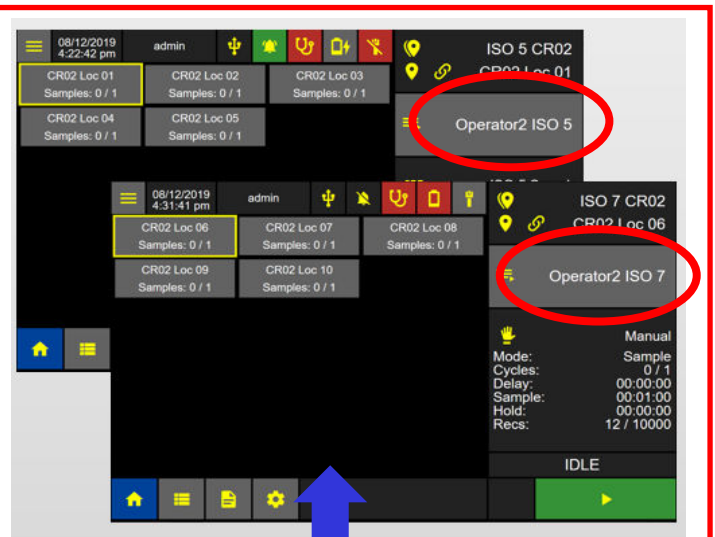 08/12/2019
4:22:42 pm
admin
ISO 5 CR02
CR02 Loc 01
CR02 Loc 01
Samples: 0 / 1
CR02 Loc 02
Samples: 0 / 1
CR02 Loc 03
Samples: 0 / 1
Operator2 ISO 5
CR02 Loc 04
Samples: 0 / 1
CR02 Loc 05
Samples: 0 / 1
08/12/2019
4:31:41 pm
admin
ISO 7 CR02
CR02 Loc 06
CR02 Loc 06
Samples: 0 / 1
CR02 Loc 07
Samples: 0 / 1
CR02 Loc 08
Samples: 0 / 1
Operator2 ISO 7
CR02 Loc 09
Samples: 0 / 1
CR02 Loc 10
Samples: 0 / 1
Manual
Mode: Sample
Cycles: 0 / 1
Delay: 00:00:00
Sample: 00:01:00
Hold: 00:00:00
Recs: 12 / 10000
IDLE